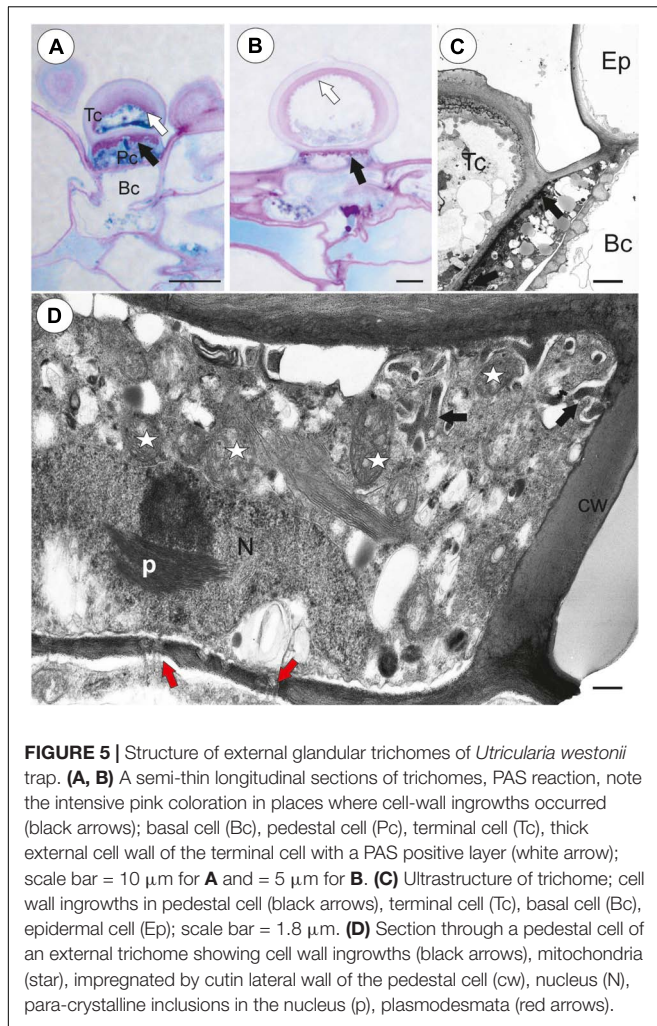 A
B
C
Ep
Tc
Tc
Pc
Bc
Bc
D
N
p
cw
FIGURE 5 | Structure of external glandular trichomes of Utricularia westonii
trap. (A, B) A semi-thin longitudinal sections of trichomes, PAS reaction, note
the intensive pink coloration in places where cell-wall ingrowths occurred
(black arrows); basal cell (Bc), pedestal cell (Pc), terminal cell (Tc), thick
external cell wall of the terminal cell with a PAS positive layer (white arrow);
scale bar = 10 μm for A and = 5 μm for B. (C) Ultrastructure of trichome; cell
wall ingrowths in pedestal cell (black arrows), terminal cell (Tc), basal cell (Bc),
epidermal cell (Ep); scale bar = 1.8 μm. (D) Section through a pedestal cell of
an external trichome showing cell wall ingrowths (black arrows), mitochondria
(star), impregnated by cutin lateral wall of the pedestal cell (cw), nucleus (N),
para-crystalline inclusions in the nucleus (p), plasmodesmata (red arrows).